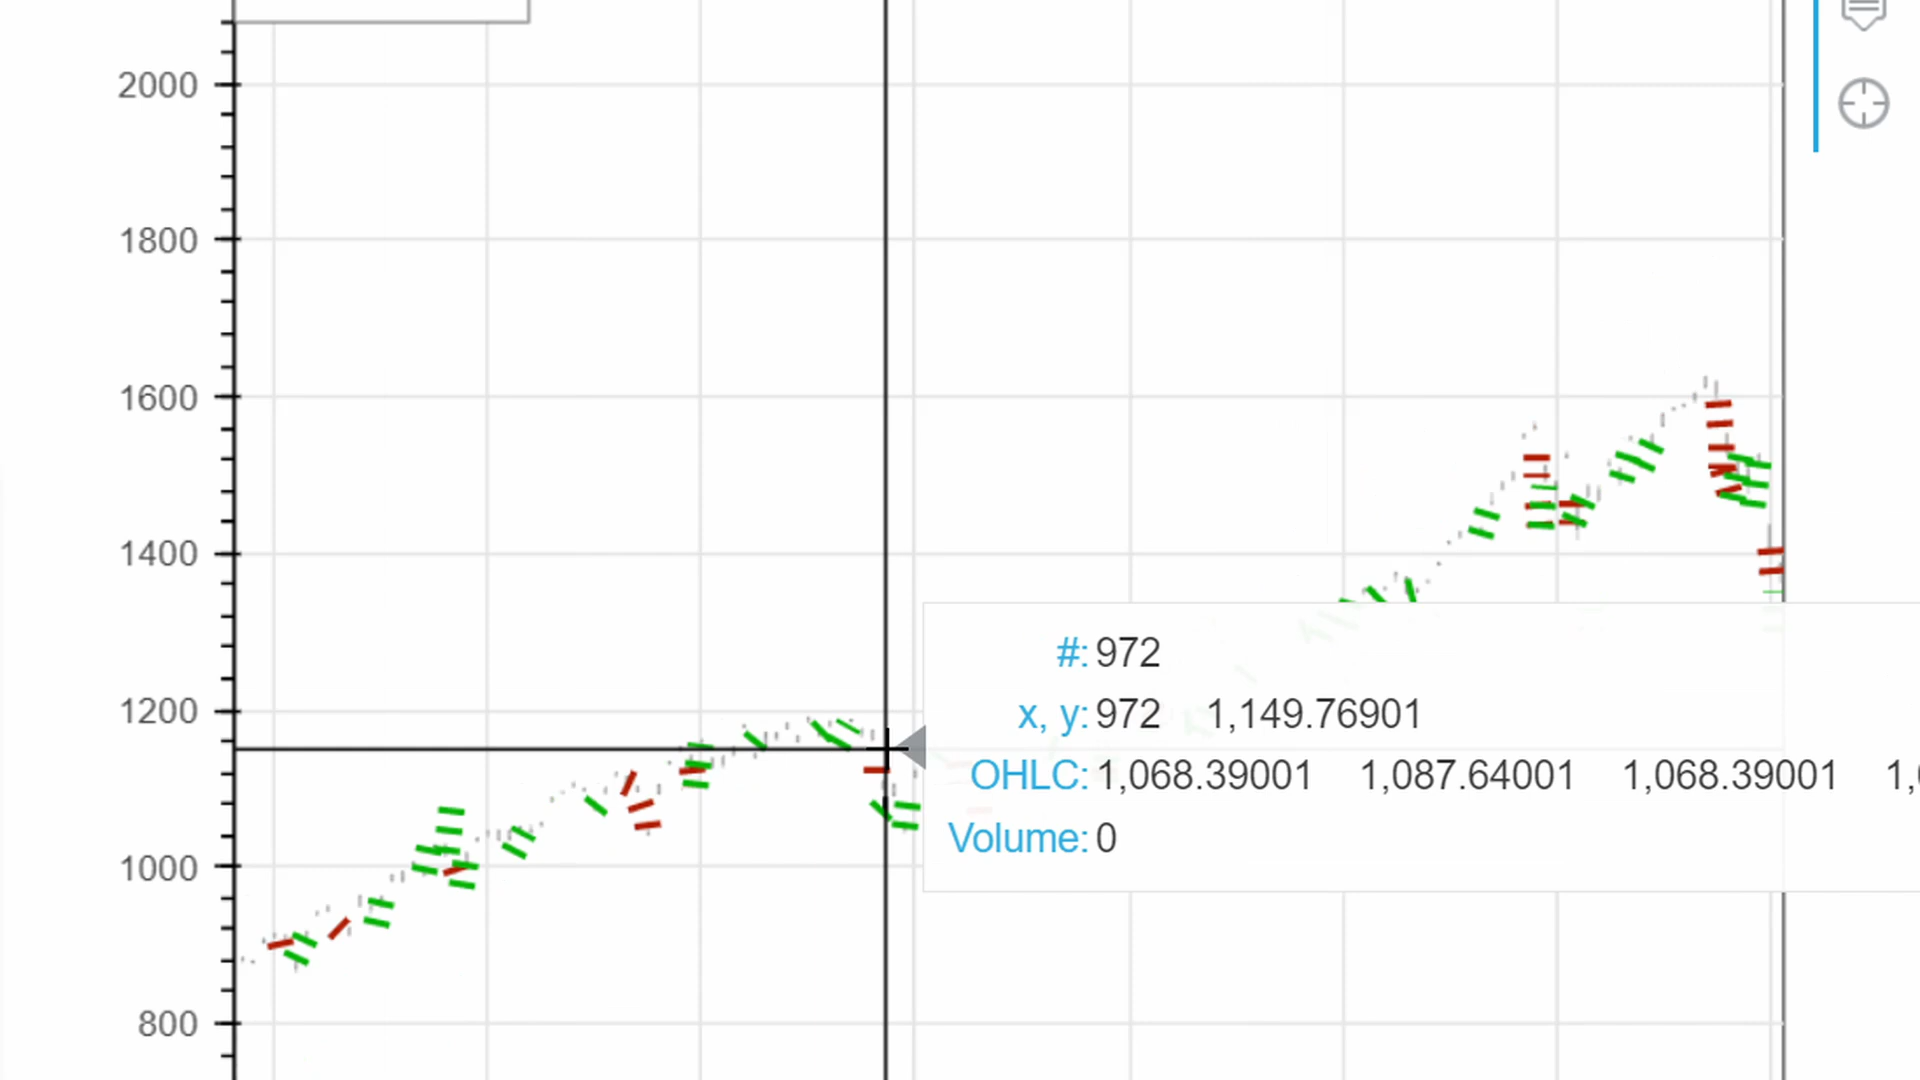 2000
1800
1600
1400
1200
1000
800
#: 972
x, y: 972 1,149.76901
OHLC: 1,068.39001 1,087.64001 1,068.39001
Volume: 0